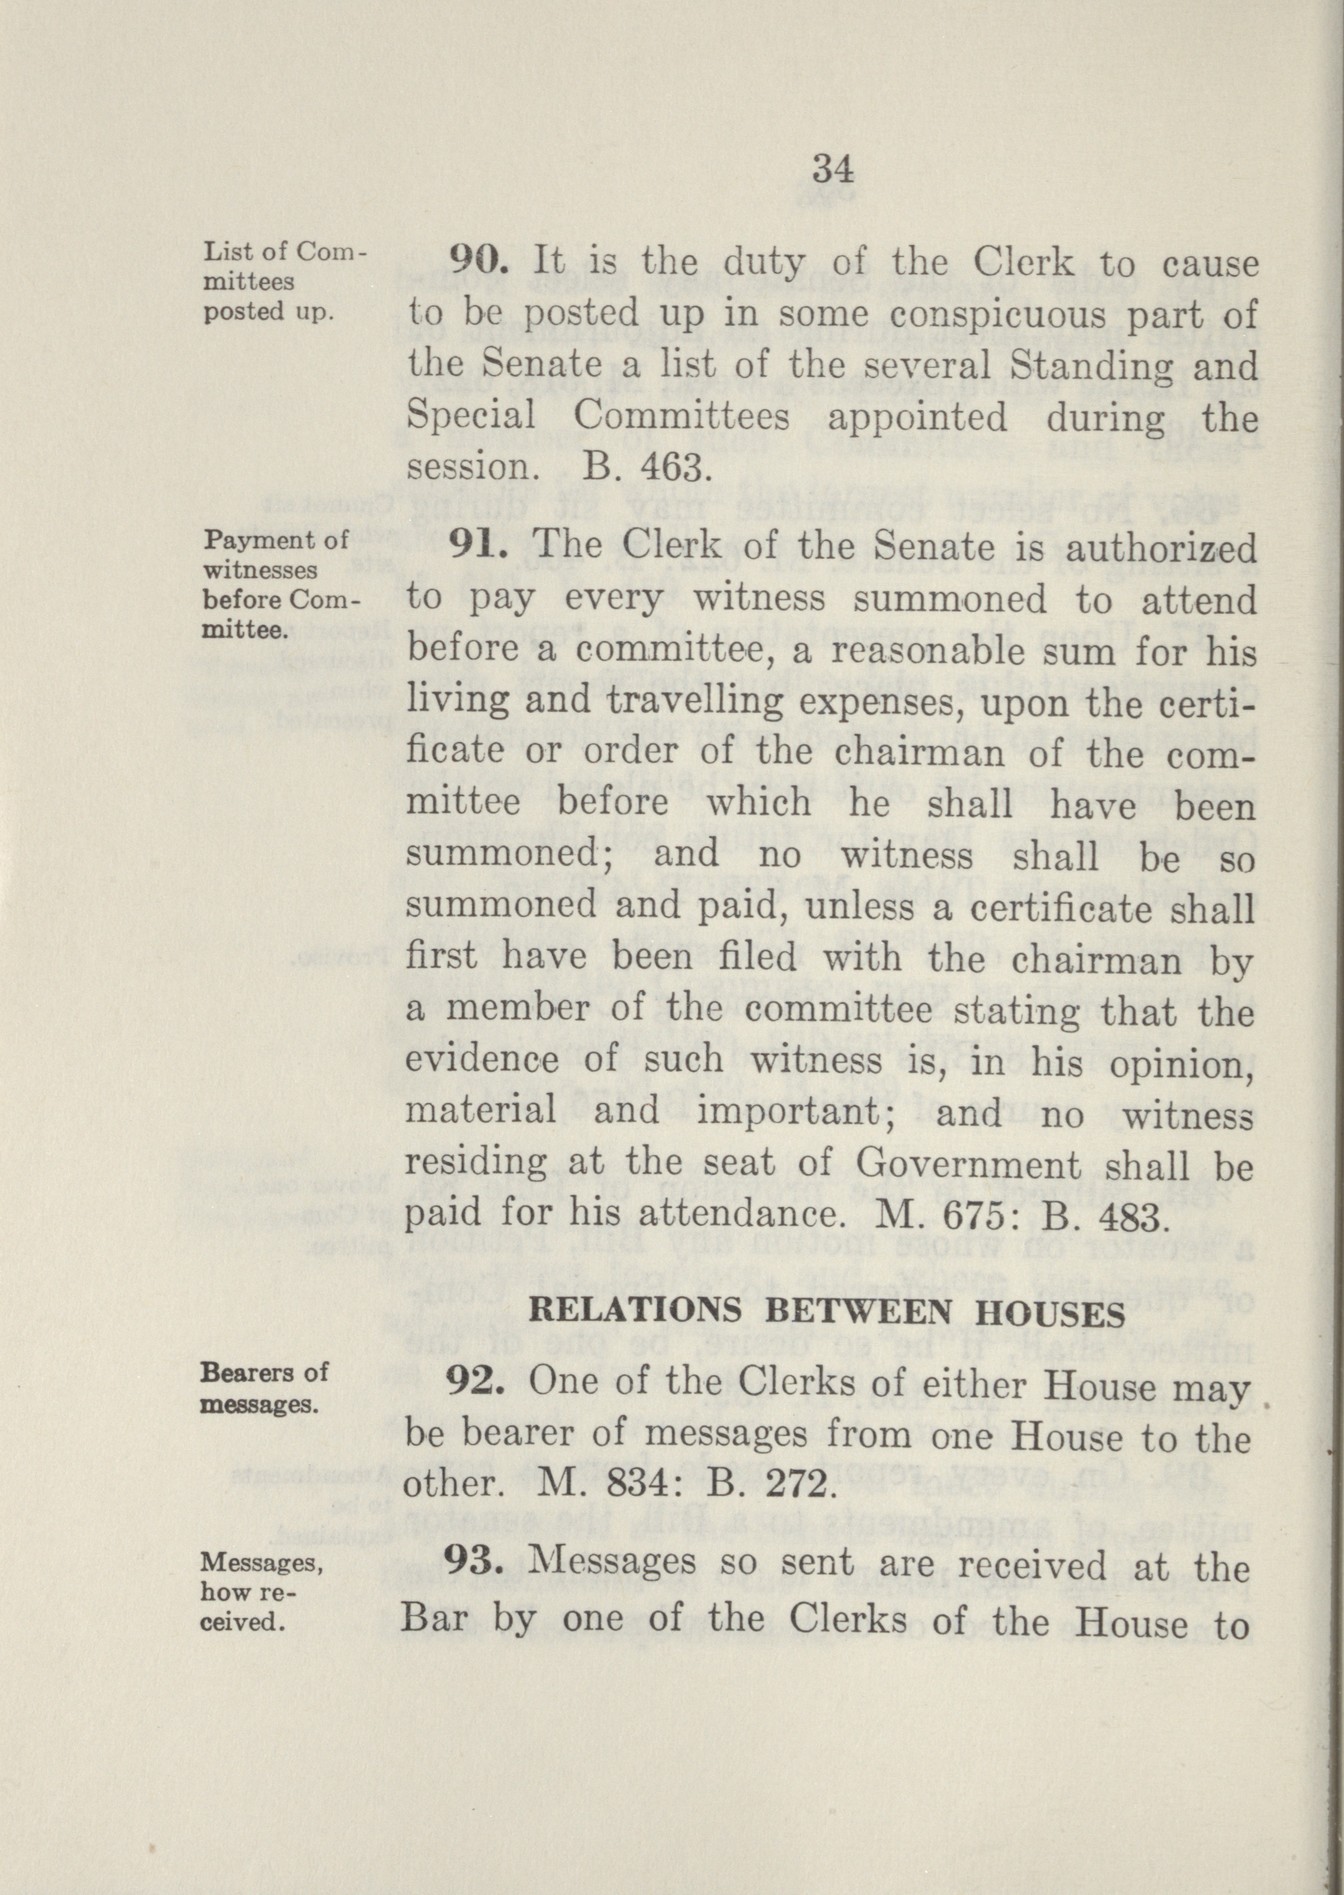 34
List of Com-
mittees
posted up.
90. It is the duty of the Clerk to cause
to be posted up in some conspicuous part of
the Senate a list of the several Standing and
Special Committees appointed during the
session. B. 463.
Payment of
witnesses
before Com-
mittee.
91. The Clerk of the Senate is authorized
to pay every witness summoned to attend
before a committee, a reasonable sum for his
living and travelling expenses, upon the certi-
ficate or order of the chairman of the com-
mittee before which he shall have been
summoned; and no witness shall be so
summoned and paid, unless a certificate shall
first have been filed with the chairman by
a member of the committee stating that the
evidence of such witness is, in his opinion,
material and important; and no witness
residing at the seat of Government shall be
paid for his attendance. M. 675: B. 483.
RELATIONS BETWEEN HOUSES
Bearers of
messages.
92. One of the Clerks of either House may
be bearer of messages from one House to the
other. M. 834: B. 272.
Messages,
how re-
ceived.
93. Messages so sent are received at the
Bar by one of the Clerks of the House to